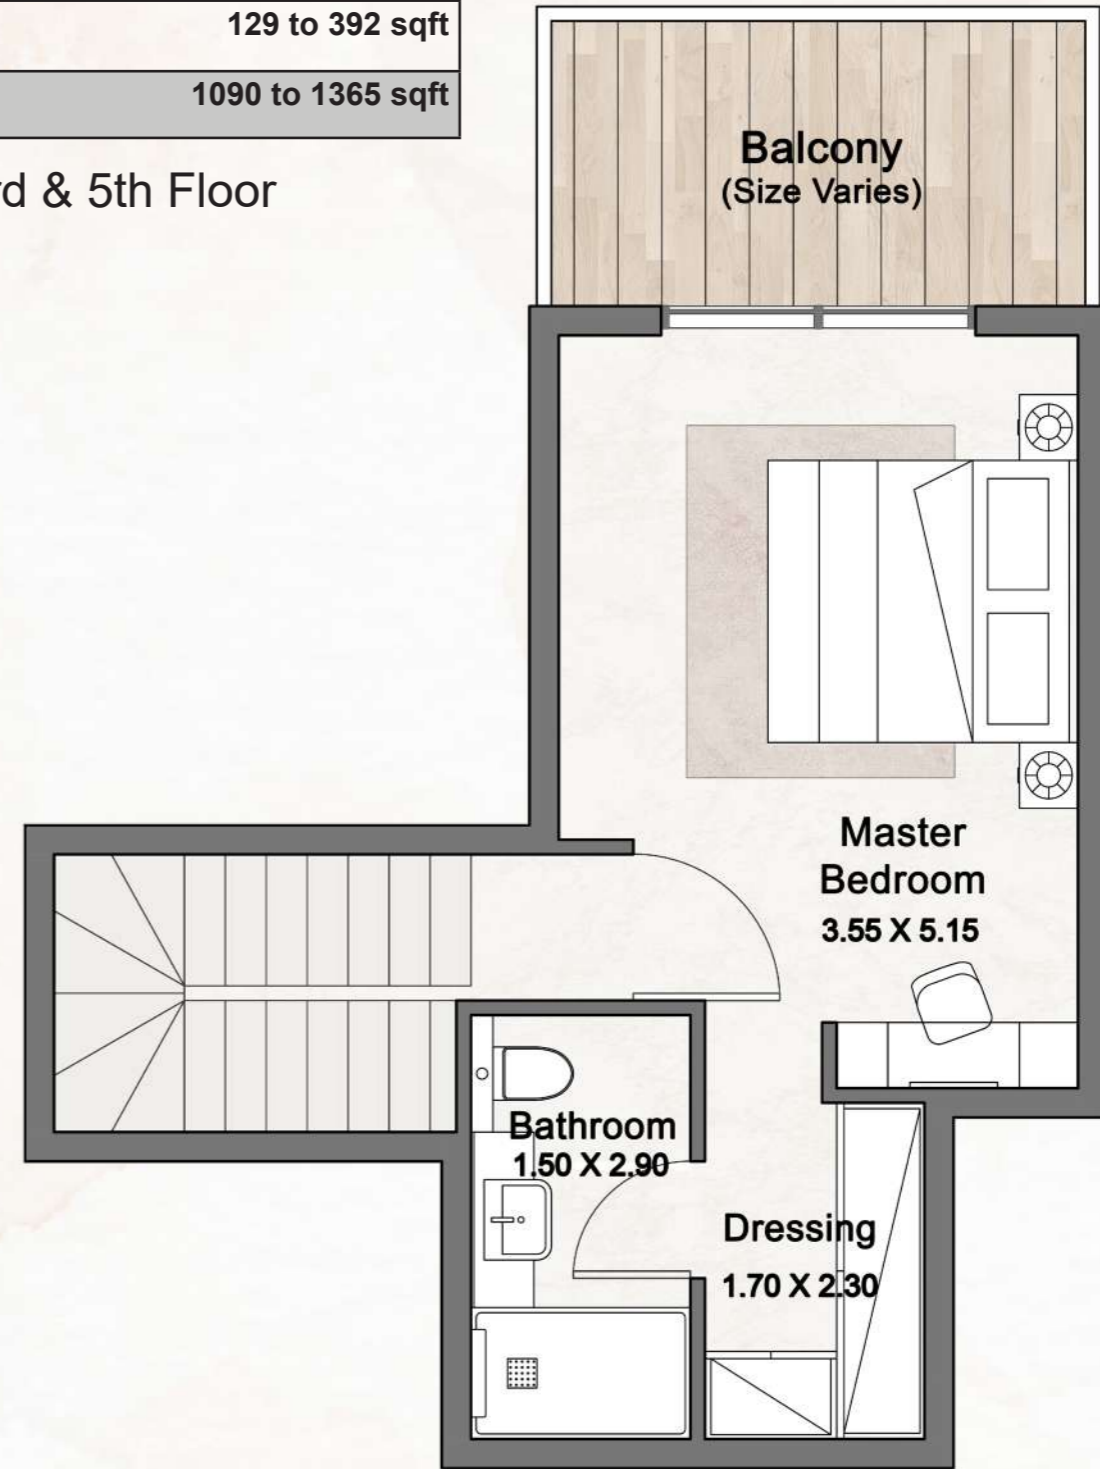 129 to 392 sqft
1090 to 1365 sqft
rd & 5th Floor
Balcony
(Size Varies)
Master
Bedroom
3.55 X 5.15
Bathroom
1.50 X 2.90
Dressing
1.70 X 2.30